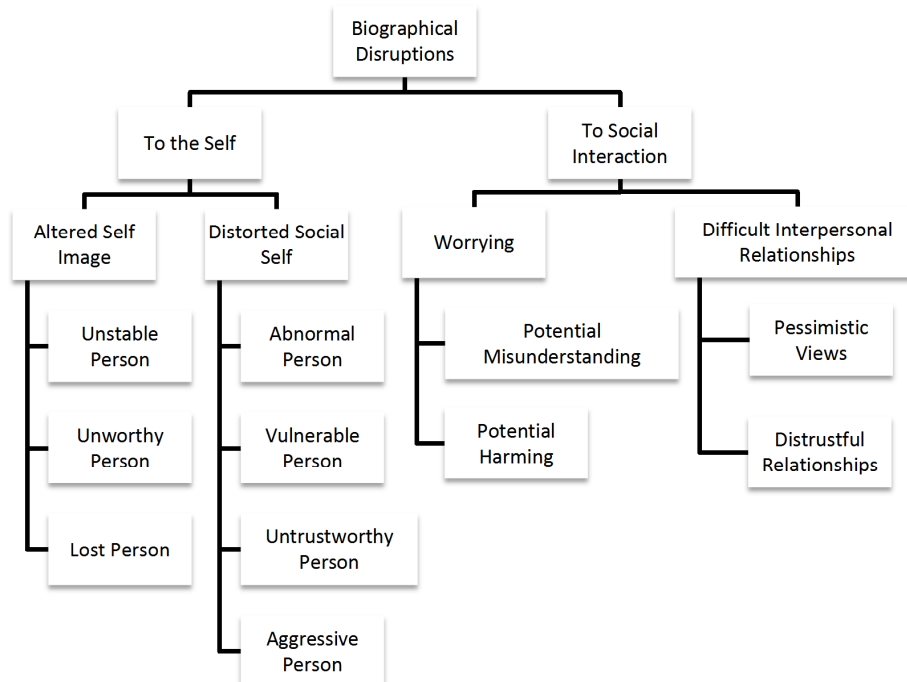 Biographical
Disruptions
To the Self
To Social
Interaction
Altered Self
Image
Distorted Social
Self
Worrying
Difficult Interpersonal
Relationships
Unstable
Person
Abnormal
Person
Potential
Misunderstanding
Pessimistic
Views
Unworthy
Person
Vulnerable
Person
Potential
Harming
Distrustful
Relationships
Lost Person
Untrustworthy
Person
Aggressive
Person